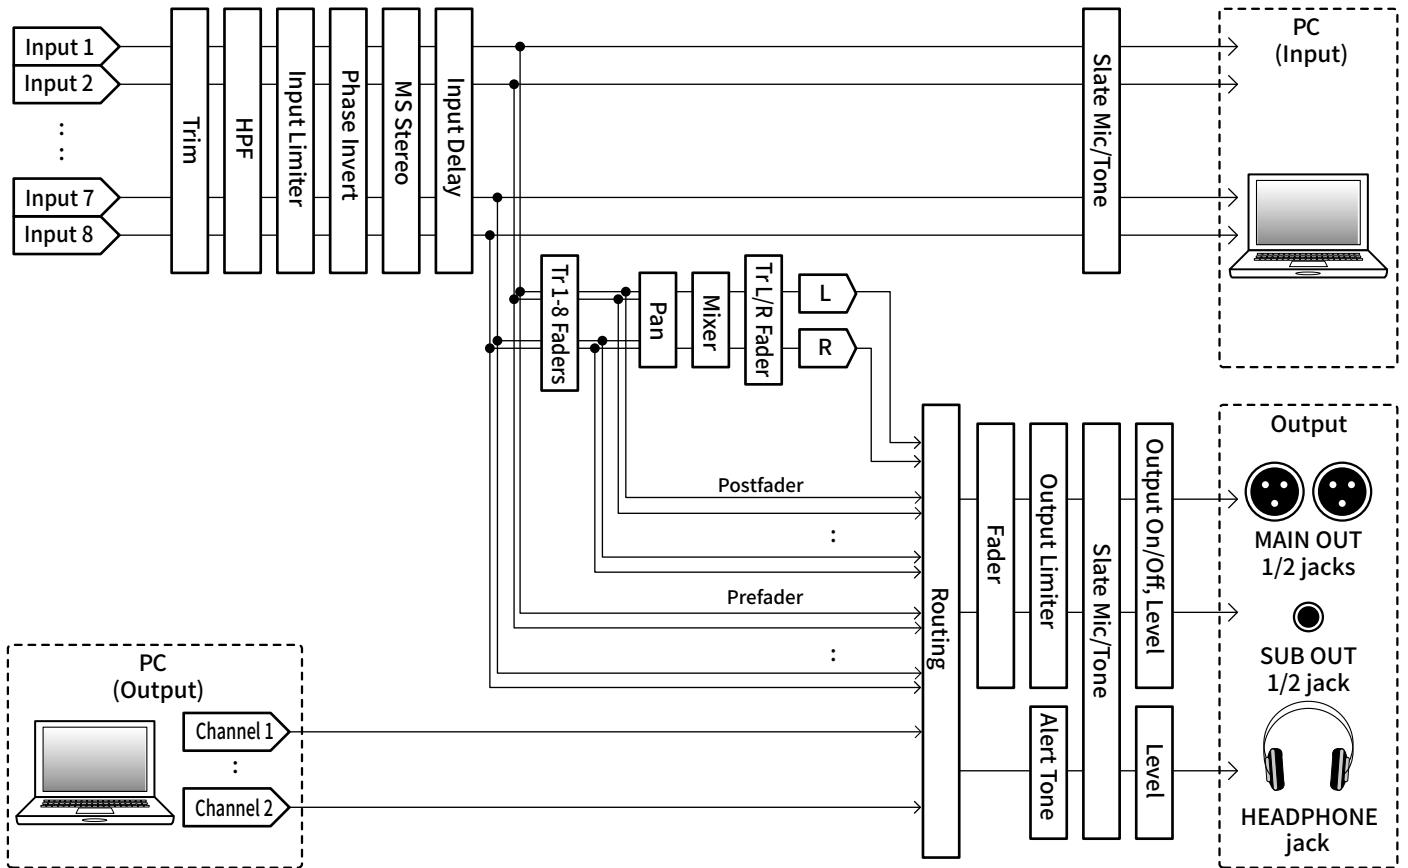 Input 1
Input 2
:
:
Input 7
Input 8
Trim
HPF
Input Limiter
Phase Invert
MS Stereo
Input Delay
Slate Mic/Tone
PC
(Input)
Tr 1-8 Faders
Pan
Mixer
Tr L/R Fader
L
R
Postfader
:
Prefader
:
Routing
Fader
Output Limiter
Slate Mic/Tone
Output On/Off, Level
Alert Tone
Level
Output
MAIN OUT
1/2 jacks
SUB OUT
1/2 jack
HEADPHONE
jack
PC
(Output)
Channel 1
:
Channel 2